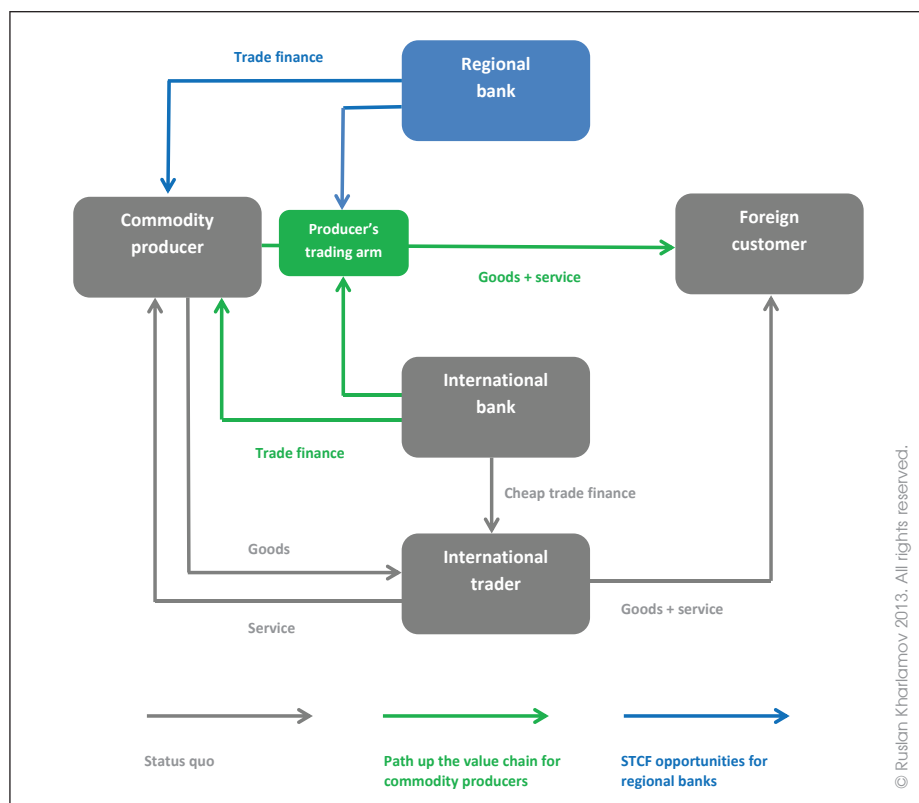 Trade finance
Regional
bank
Commodity
producer
Producer's
trading arm
Foreign
customer
Goods + service
International
bank
Trade finance
Cheap trade finance
Goods
International
trader
Service
Goods + service
Status quo
Path up the value chain for
commodity producers
STCF opportunities for
regional banks
© Ruslan Kharlamov 2013. All rights reserved.